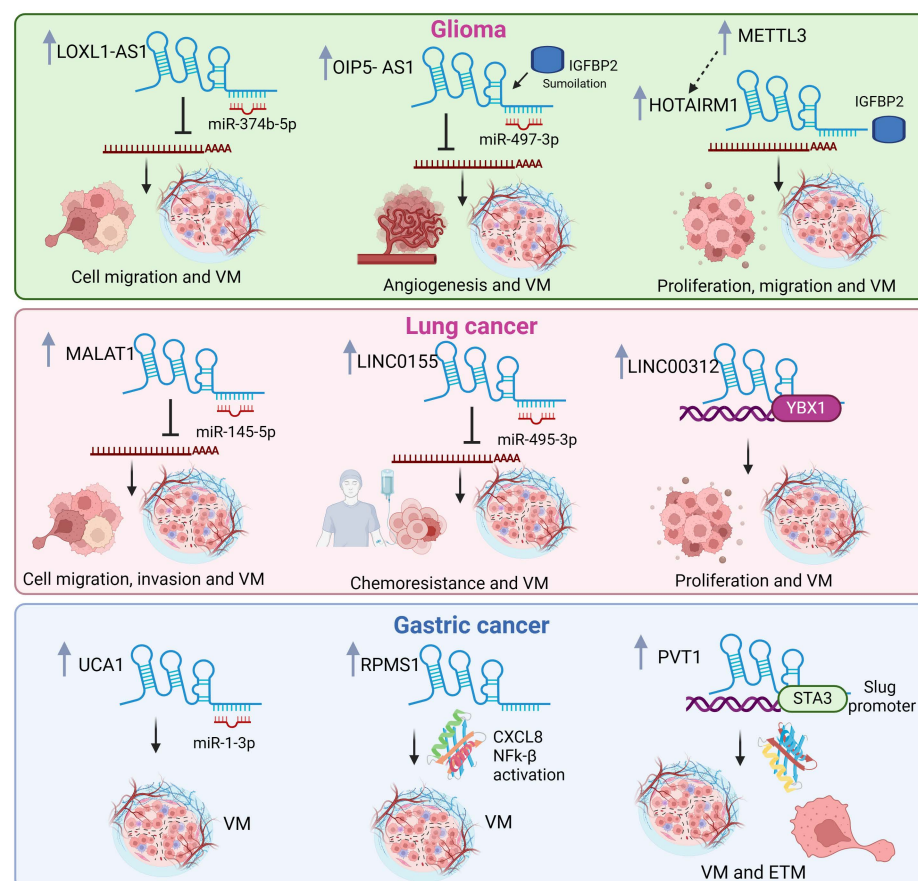 Glioma
LOXL1-AS1
miR-374b-5p
AAAA
Cell migration and VM
OIP5- AS1
IGFBP2
Sumoilation
miR-497-3p
AAAA
Angiogenesis and VM
METTL3
HOTAIRM1
IGFBP2
AAAA
Proliferation, migration and VM
Lung cancer
MALAT1
miR-145-5p
AAAA
Cell migration, invasion and VM
LINC0155
miR-495-3p
AAAA
Chemoresistance and VM
LINC00312
YBX1
Proliferation and VM
Gastric cancer
UCA1
miR-1-3p
VM
RPMS1
CXCL8
NFk-β
activation
VM
PVT1
STA3
Slug
promoter
VM and ETM